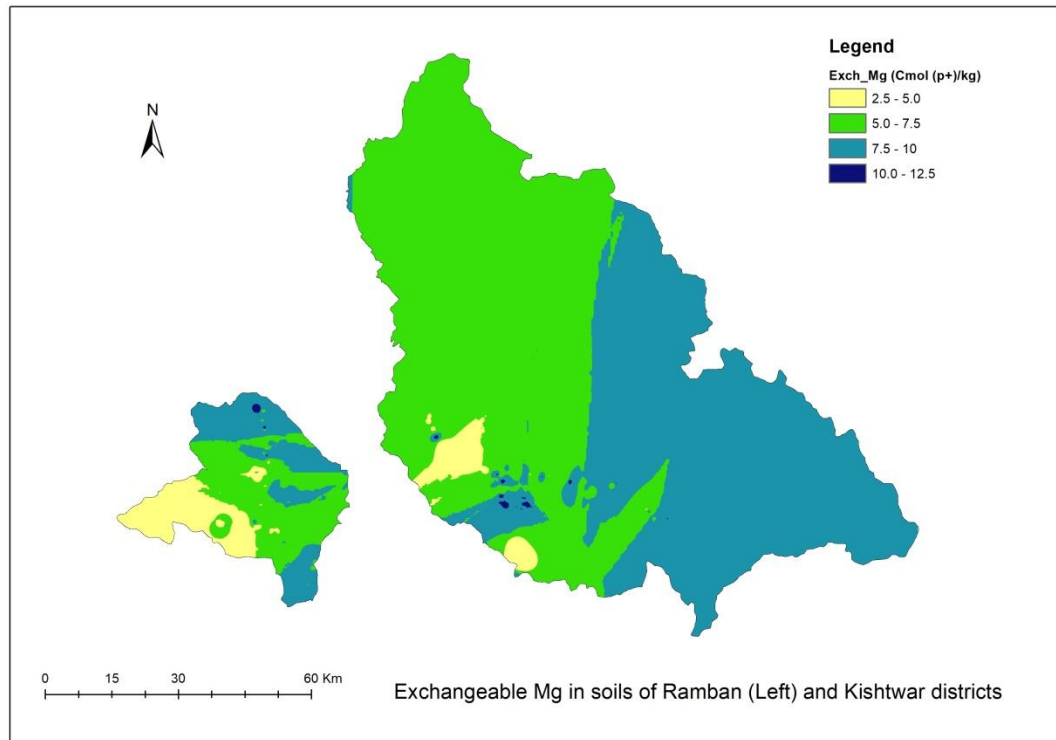 Legend
Exch_Mg (Cmol (p+)/kg)
2.5 - 5.0
5.0 - 7.5
7.5 - 10
10.0 - 12.5
N
0 15 30 60 Km
Exchangeable Mg in soils of Ramban (Left) and Kishtwar districts